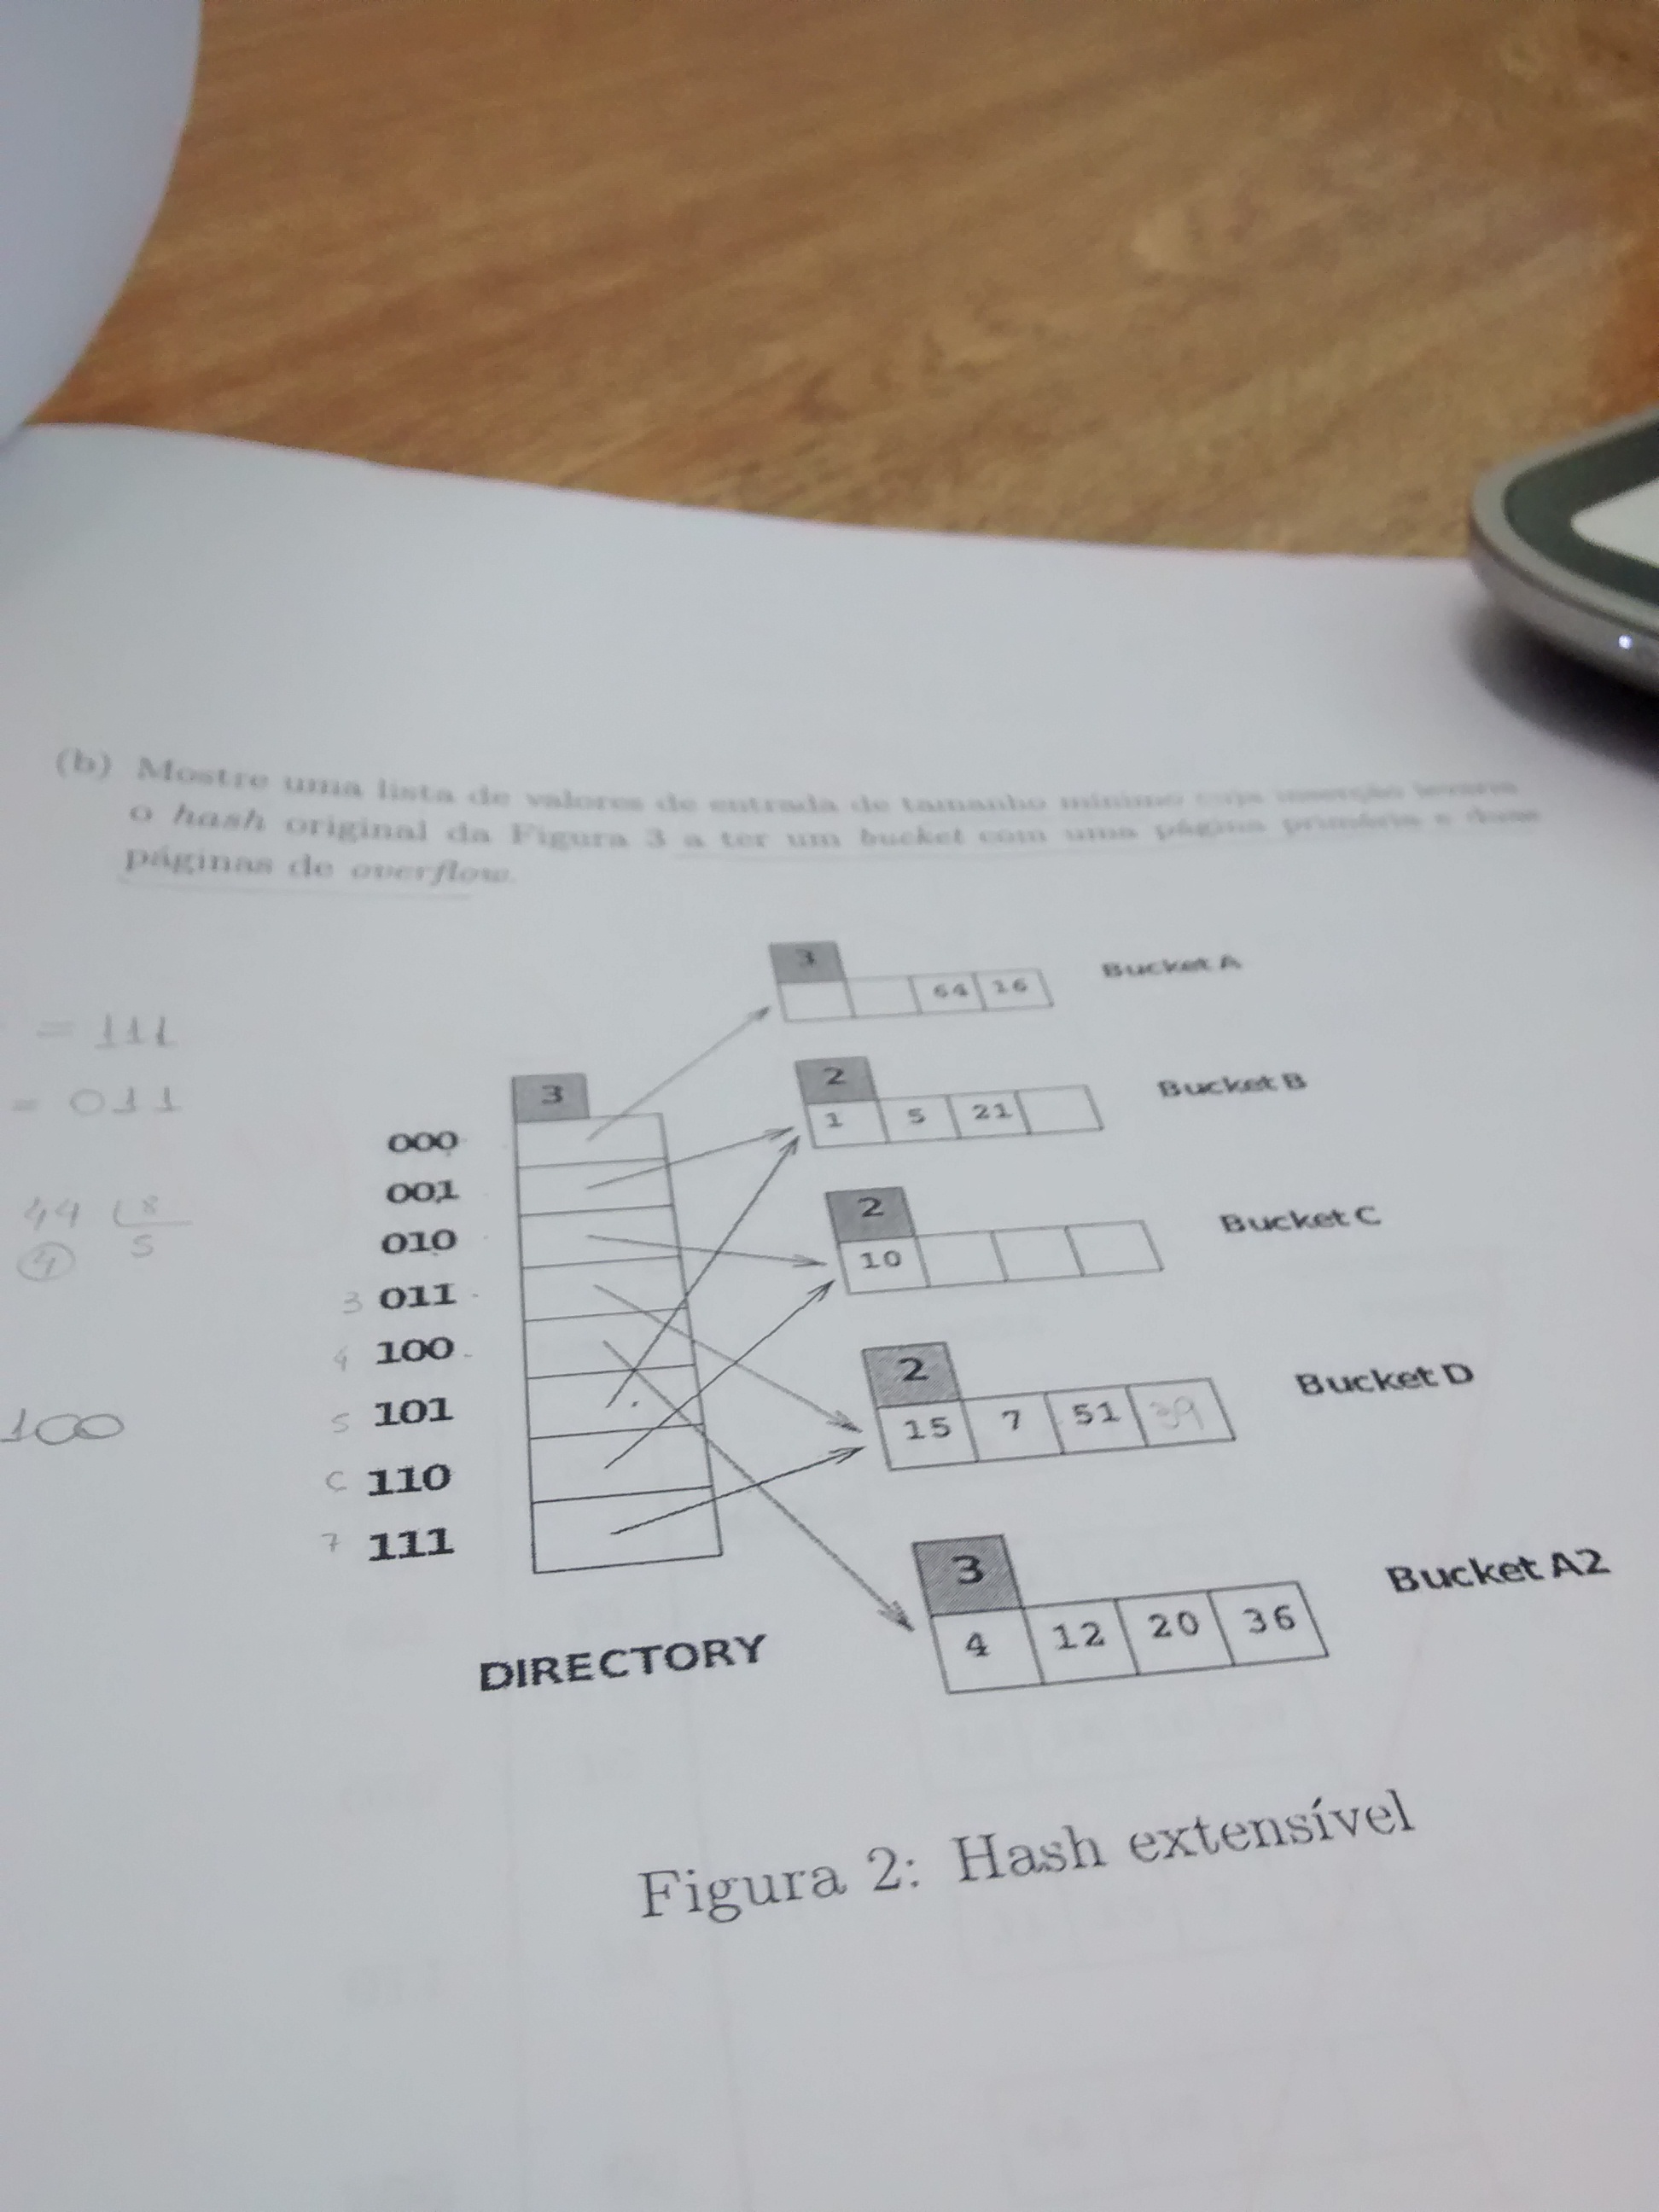 (b) Mostre uma lista de valores de entrada de tamanho mínimo cuja inserção levaria
o hash original da Figura 3 a ter um bucket com uma página primária e duas
páginas de overflow.
= 111
= 011
44 8
4 5
100
3
000
001
010
3 011
4 100
5 101
110
7 111
DIRECTORY
3
64 16
Bucket A
2
1 5 21
Bucket B
2
10
Bucket C
2
15 7 51 39
Bucket D
3
4 12 20 36
Bucket A2
Figura 2: Hash extensível